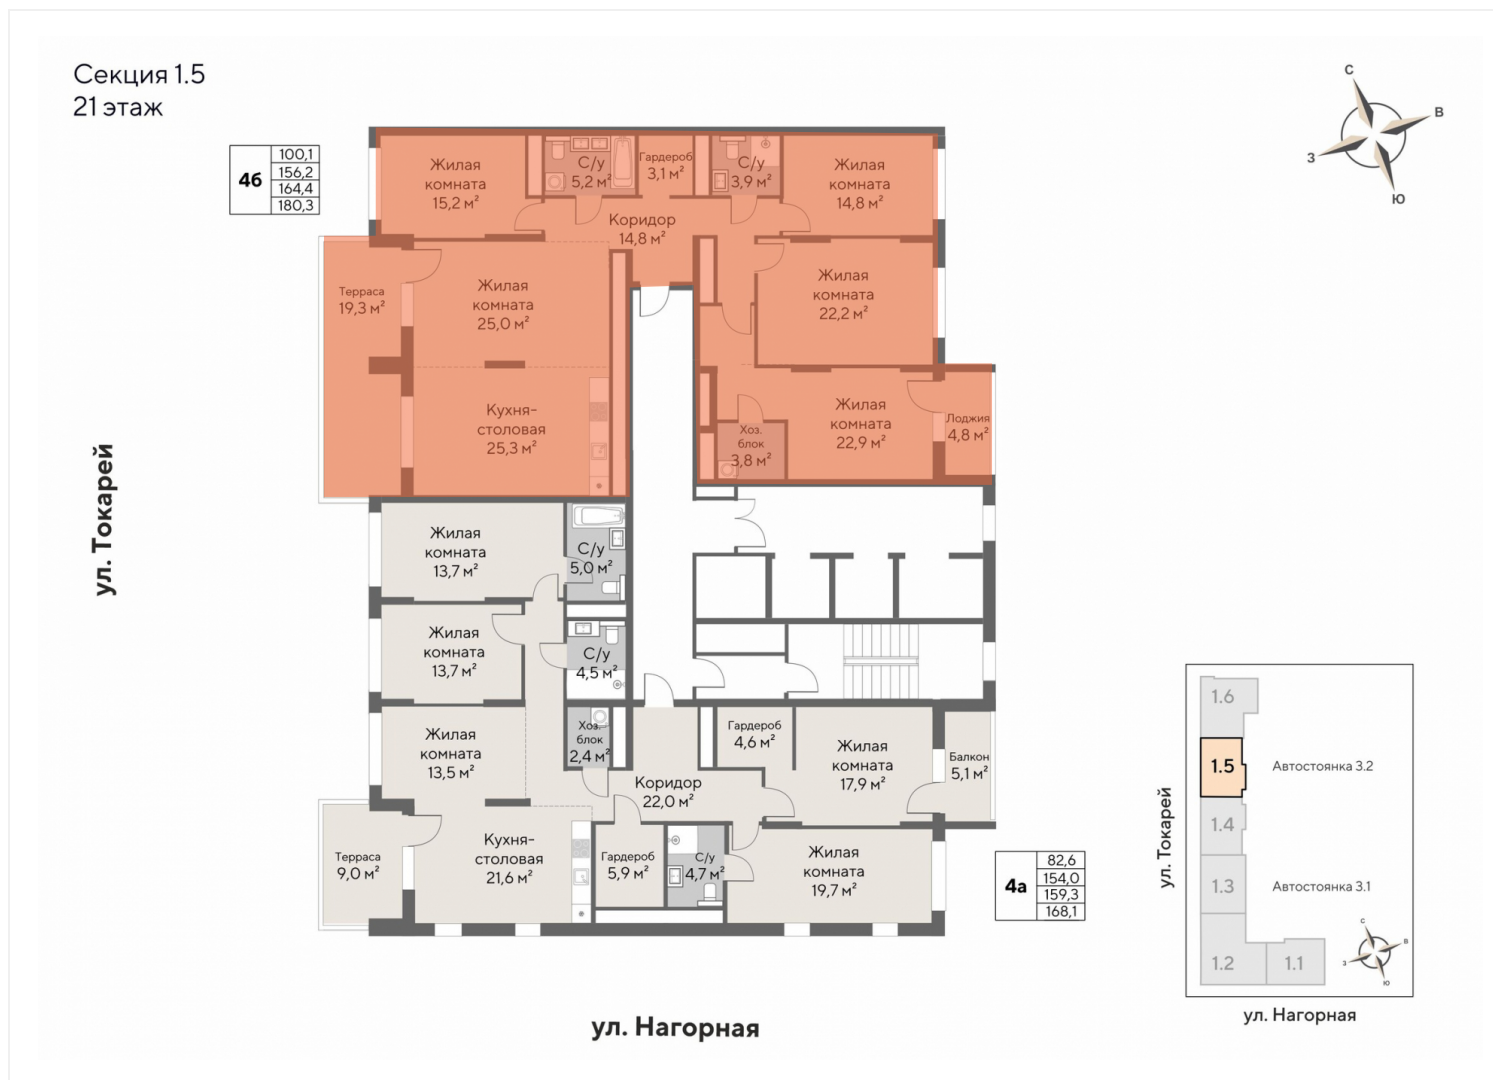 Секция 1.5
21 этаж
С
В
З
Ю
4б
100,1
156,2
164,4
180,3
Жилая
комната
15,2 м²
С/у
5,2 м²
Гардероб
3,1 м²
С/у
3,9 м²
Жилая
комната
14,8 м²
Коридор
14,8 м²
Терраса
19,3 м²
Жилая
комната
25,0 м²
Жилая
комната
22,2 м²
Кухня-
столовая
25,3 м²
Хоз.
блок
3,8 м²
Жилая
комната
22,9 м²
Лоджия
4,8 м²
ул. Токарей
Жилая
комната
13,7 м²
С/у
5,0 м²
Жилая
комната
13,7 м²
С/у
4,5 м²
Жилая
комната
13,5 м²
Хоз.
блок
2,4 м²
Коридор
22,0 м²
Гардероб
4,6 м²
Жилая
комната
17,9 м²
Балкон
5,1 м²
Терраса
9,0 м²
Кухня-
столовая
21,6 м²
Гардероб
5,9 м²
С/у
4,7 м²
Жилая
комната
19,7 м²
4а
82,6
154,0
159,3
168,1
ул. Нагорная
1.6
1.5
Автостоянка 3.2
1.4
1.3
Автостоянка 3.1
1.2
1.1
С
В
З
Ю
ул. Токарей
ул. Нагорная